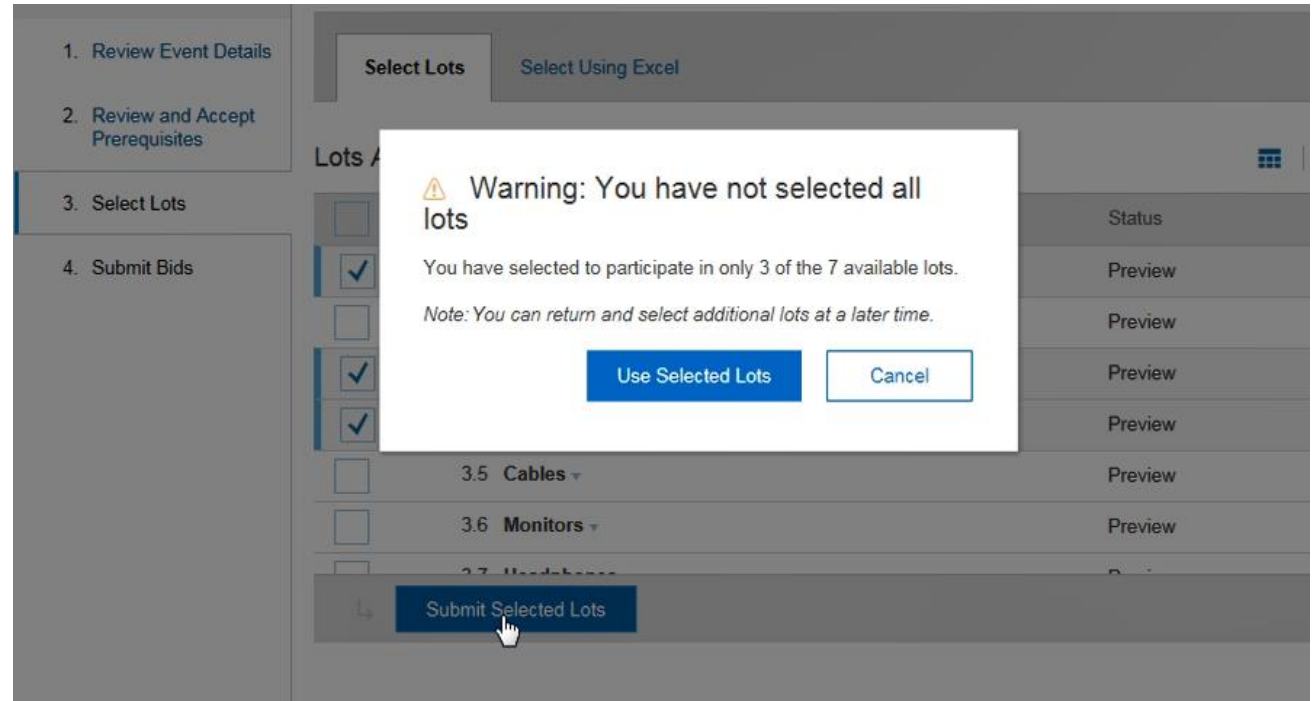 1. Review Event Details
2. Review and Accept
Prerequisites
3. Select Lots
4. Submit Bids
Select Lots Select Using Excel
Lots
Warning: You have not selected all
lots
You have selected to participate in only 3 of the 7 available lots.
Note: You can return and select additional lots at a later time.
Use Selected Lots Cancel
Status
Preview
Preview
Preview
Preview
3.5 Cables Preview
3.6 Monitors Preview
3.7 Headphones
Submit Selected Lots